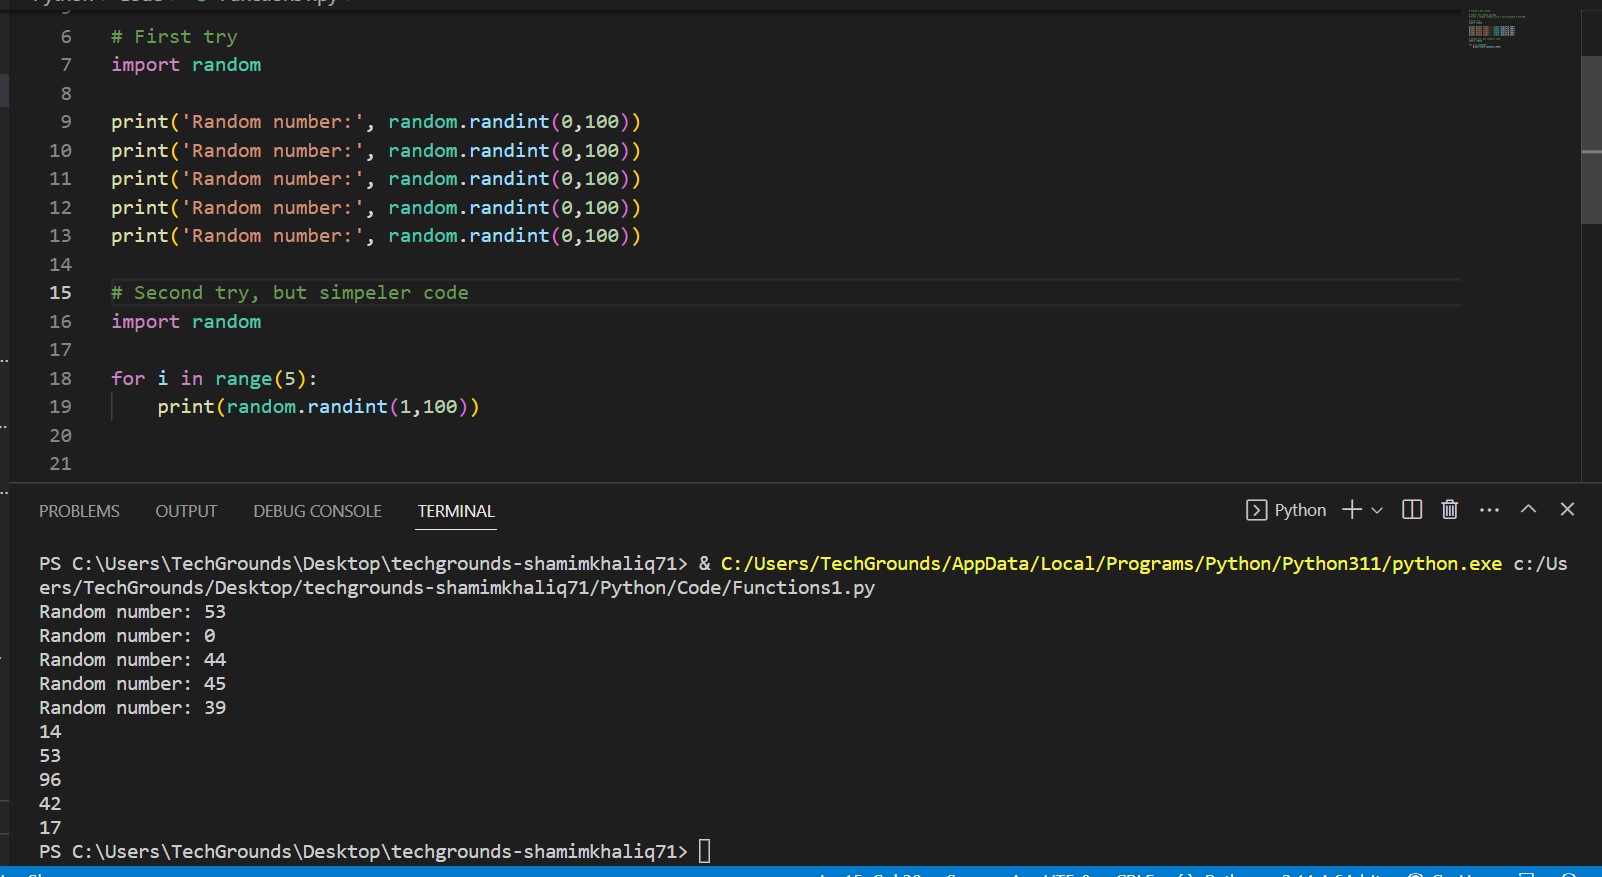 6 # First try
7 import random
8
9 print('Random number:', random.randint(0,100))
10 print('Random number:', random.randint(0,100))
11 print('Random number:', random.randint(0,100))
12 print('Random number:', random.randint(0,100))
13 print('Random number:', random.randint(0,100))
14
15 # Second try, but simpeler code
16 import random
17
18 for i in range(5):
19 print(random.randint(1,100))
20
21
PROBLEMS OUTPUT DEBUG CONSOLE TERMINAL Python
PS C:\Users\TechGrounds\Desktop\techgrounds-shamimkhaliq71> & C:/Users/TechGrounds/AppData/Local/Programs/Python/Python311/python.exe c:/Us
ers/TechGrounds/Desktop/techgrounds-shamimkhaliq71/Python/Code/Functions1.py
Random number: 53
Random number: 0
Random number: 44
Random number: 45
Random number: 39
14
53
96
42
17
PS C:\Users\TechGrounds\Desktop\techgrounds-shamimkhaliq71>